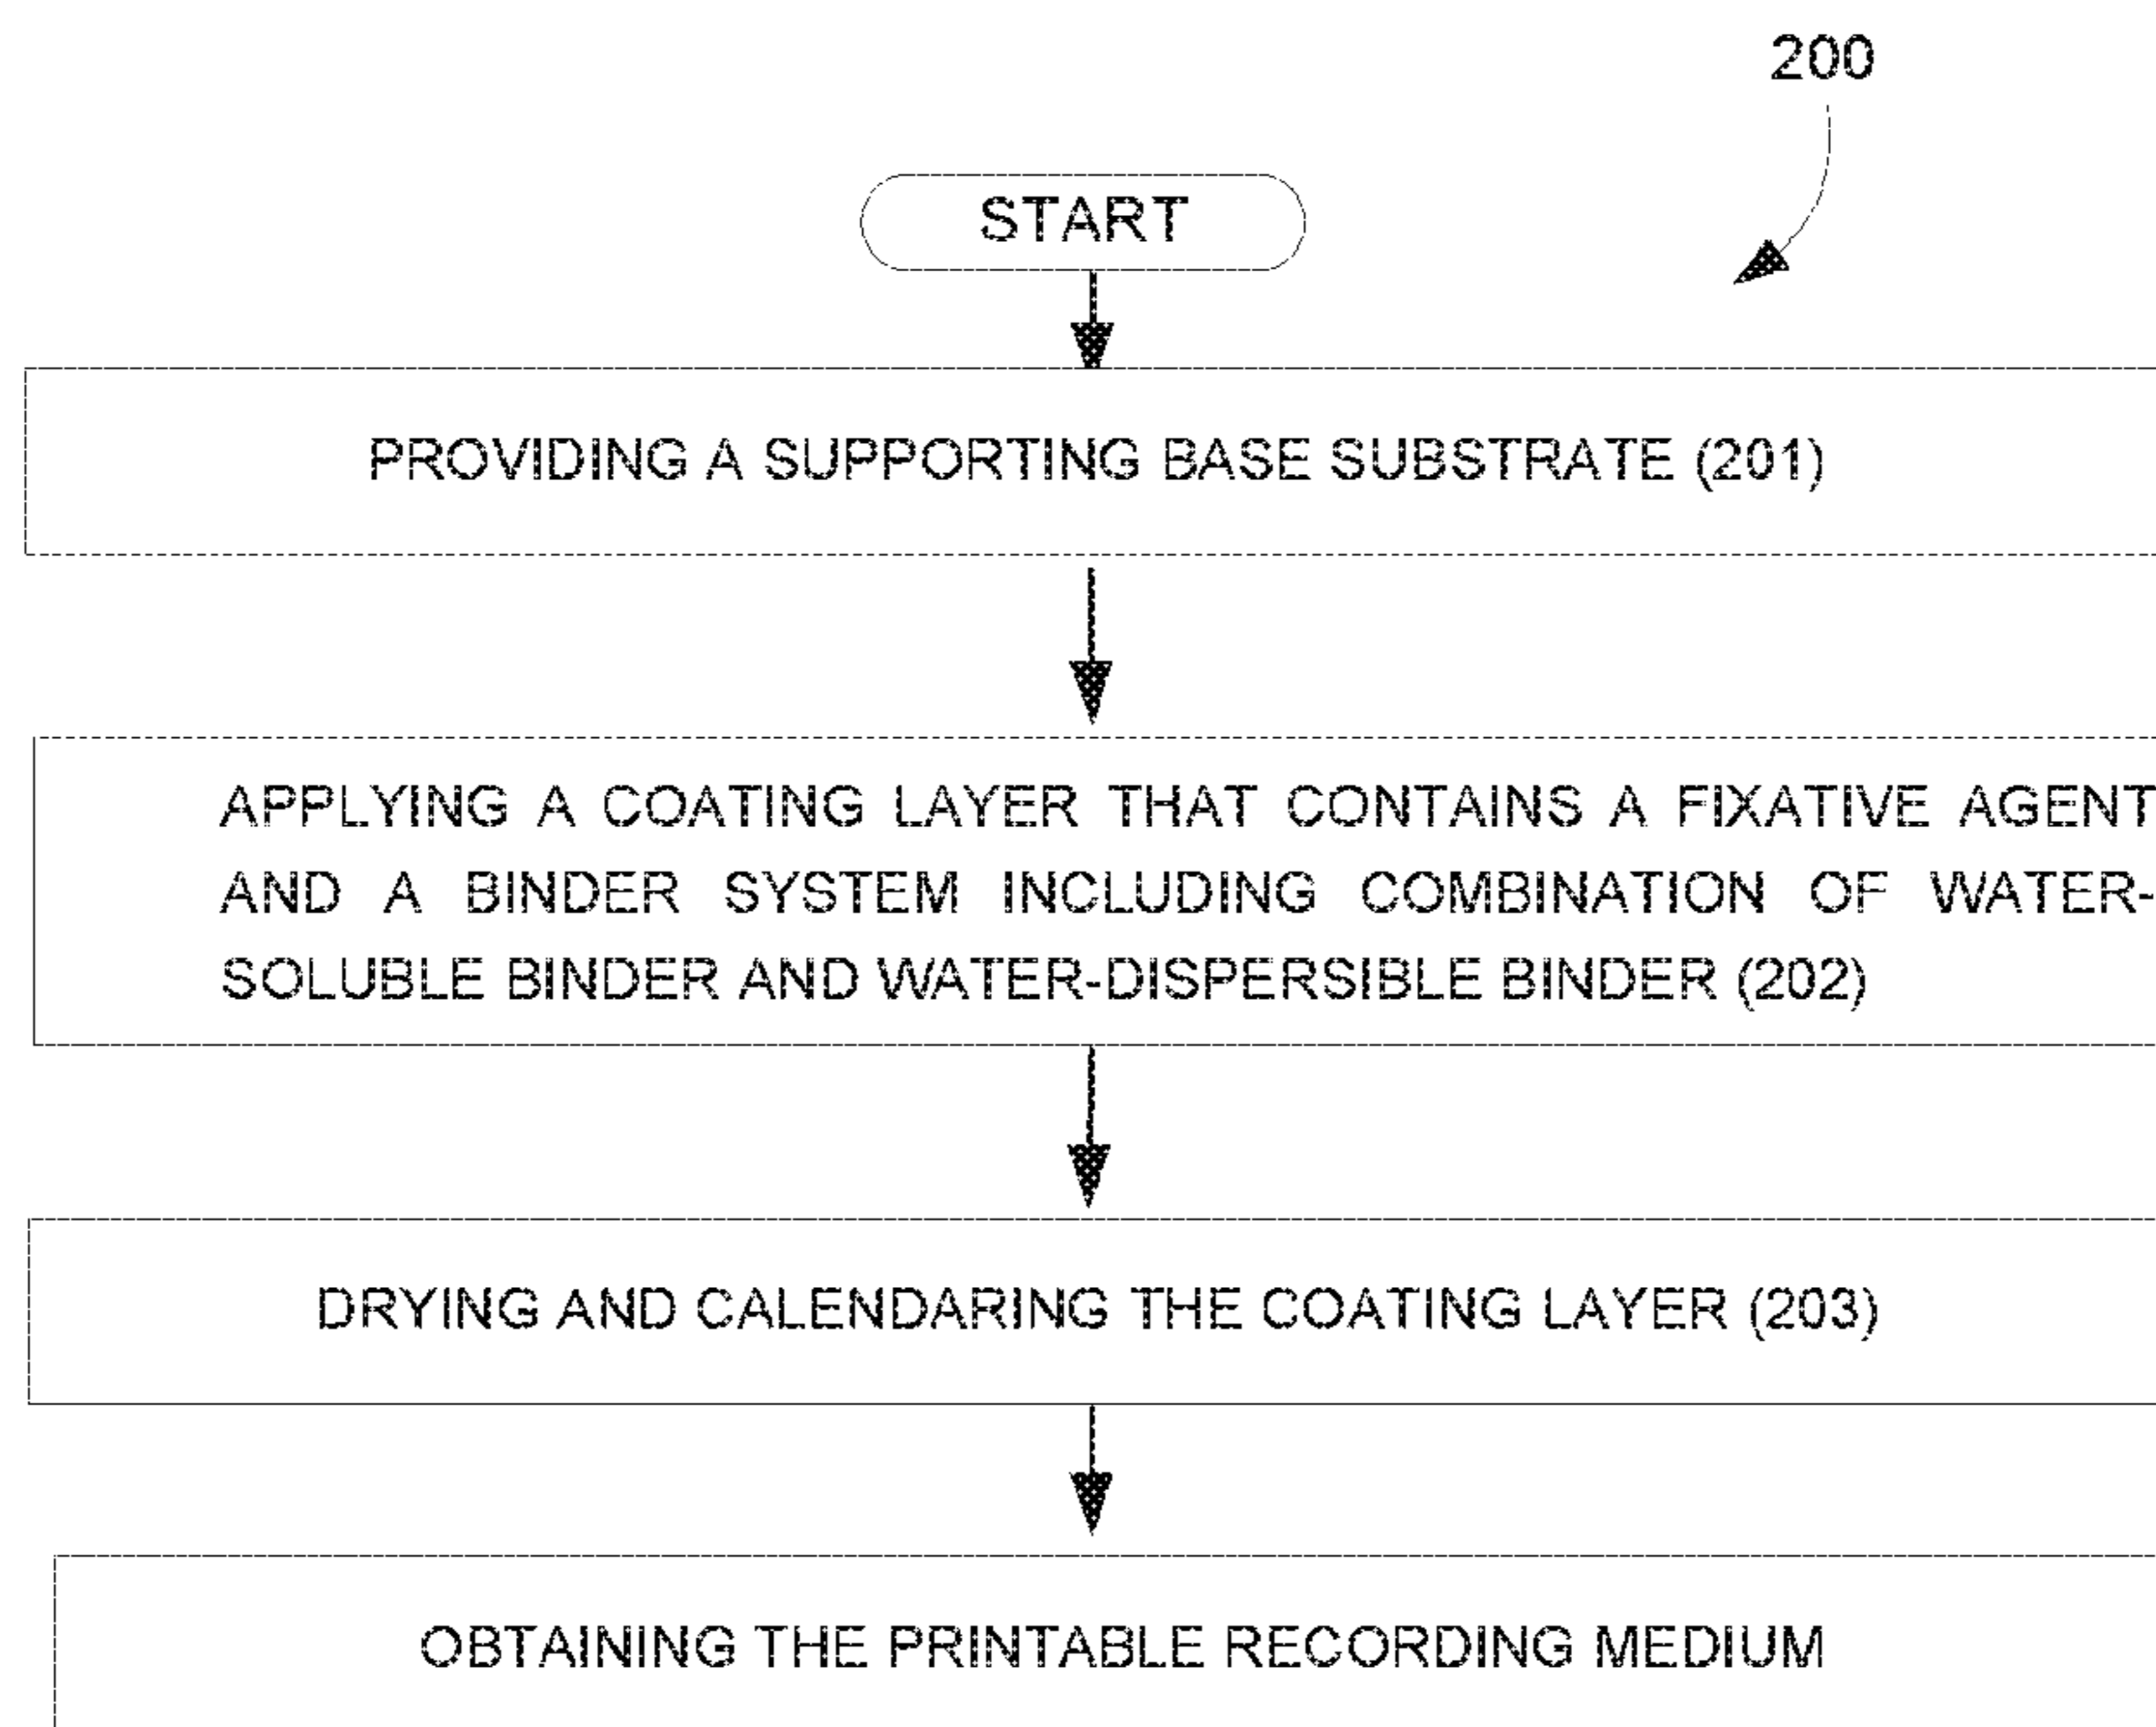 200
START
PROVIDING A SUPPORTING BASE SUBSTRATE (201)
APPLYING A COATING LAYER THAT CONTAINS A FIXATIVE AGENT
AND A BINDER SYSTEM INCLUDING COMBINATION OF WATER-
SOLUBLE BINDER AND WATER-DISPERSIBLE BINDER (202)
DRYING AND CALENDARING THE COATING LAYER (203)
OBTAINING THE PRINTABLE RECORDING MEDIUM